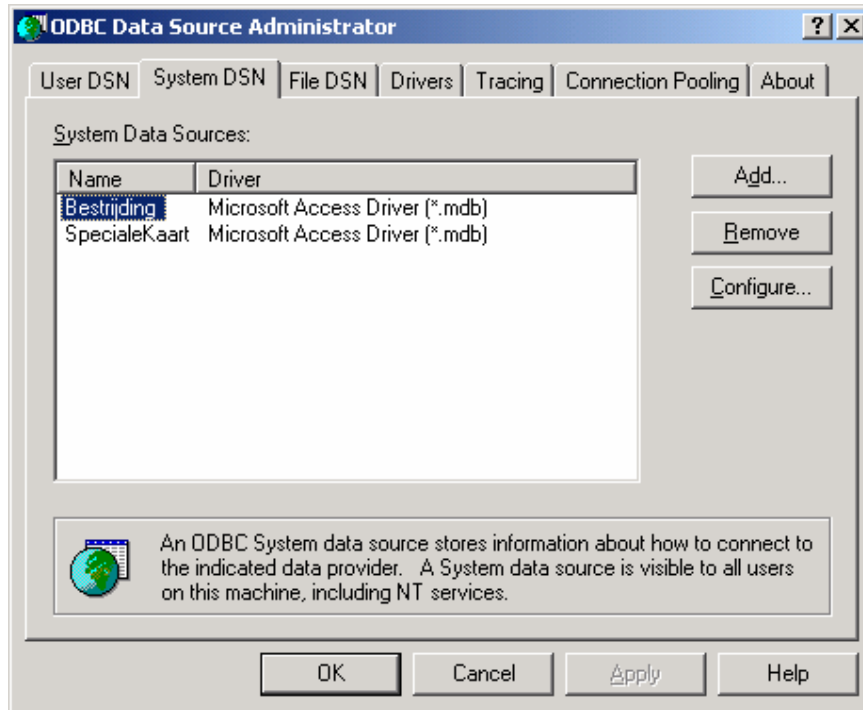 ODBC Data Source Administrator
User DSN System DSN File DSN Drivers Tracing Connection Pooling About
System Data Sources:
Name Driver
Bestrijding Microsoft Access Driver (*.mdb)
SpecialeKaart Microsoft Access Driver (*.mdb)
Add...
Remove
Configure...
An ODBC System data source stores information about how to connect to
the indicated data provider. A System data source is visible to all users
on this machine, including NT services.
OK Cancel Apply Help